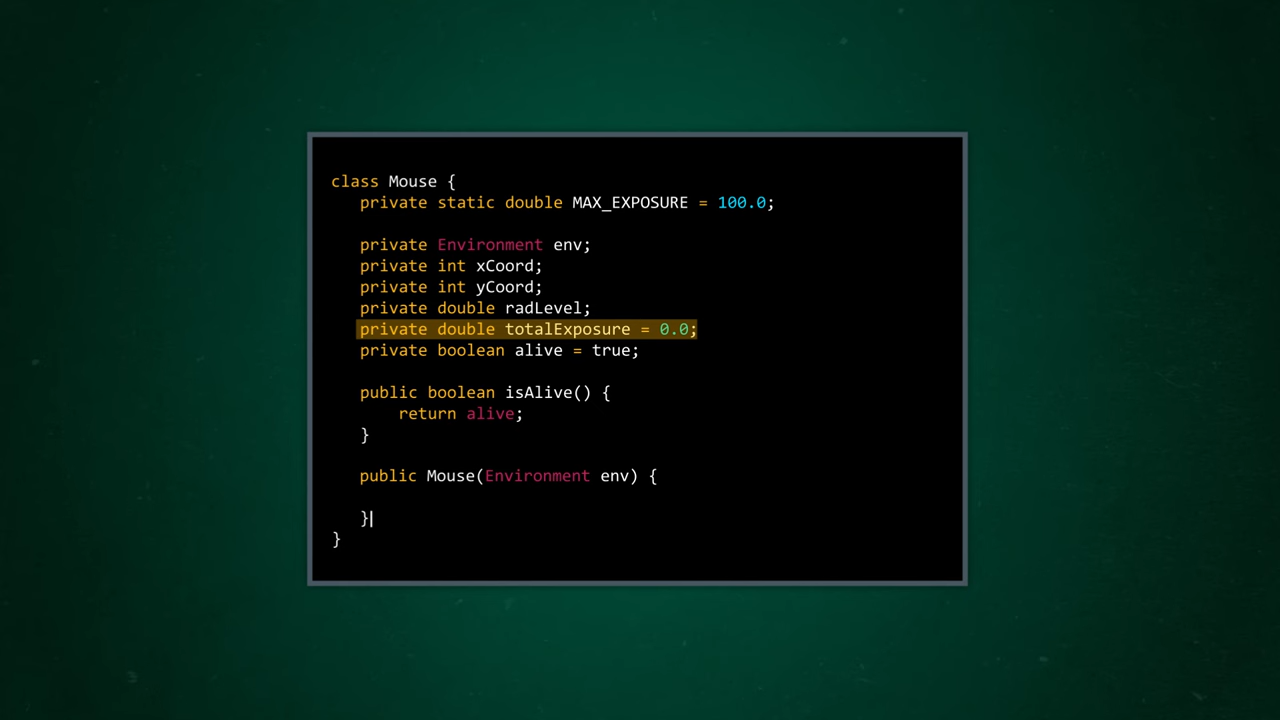 class Mouse {
private static double MAX_EXPOSURE = 100.0;
private Environment env;
private int xCoord;
private int yCoord;
private double radLevel;
private double totalExposure = 0.0;
private boolean alive = true;
public boolean isAlive() {
return alive;
}
public Mouse(Environment env) {
}
}